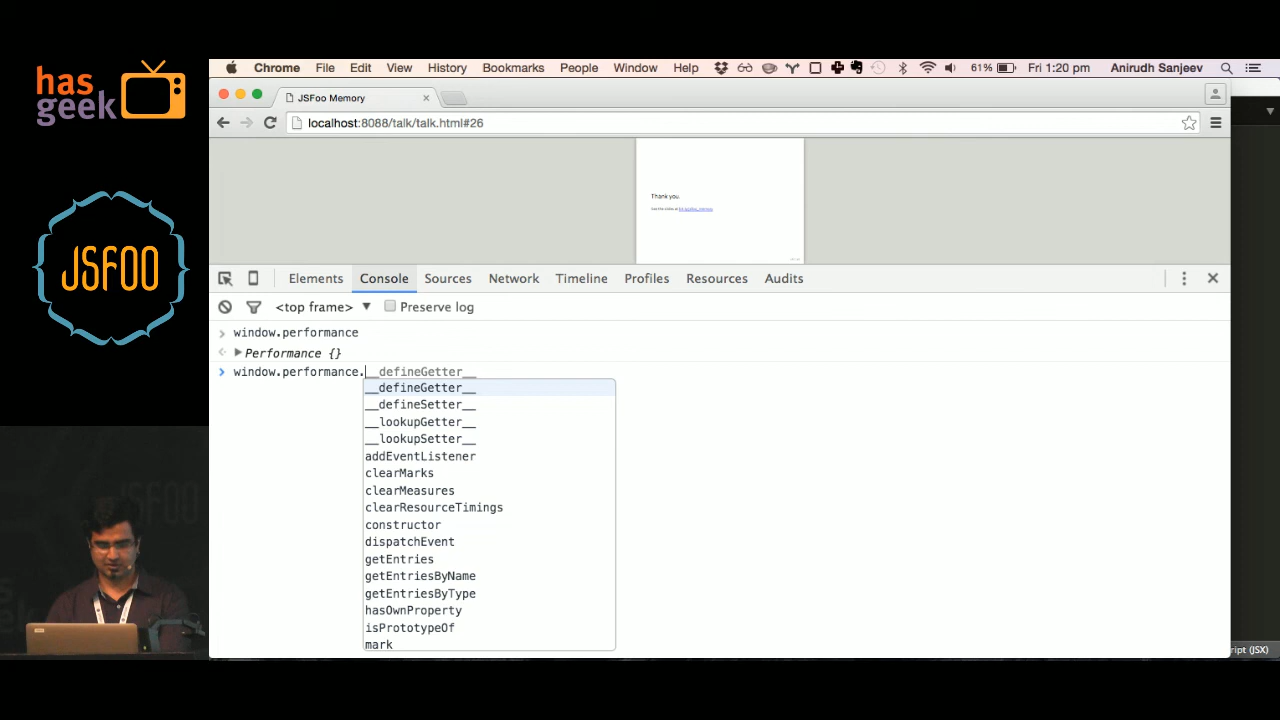 has
geek
JSFOO
Chrome File Edit View History Bookmarks People Window Help 61% Fri 1:20 pm Anirudh Sanjeev
JSFoo Memory
localhost:8088/talk/talk.html#26
Thank you.
Elements Console Sources Network Timeline Profiles Resources Audits
<top frame> Preserve log
window.performance
Performance {}
window.performance.__defineGetter__
__defineGetter__
__defineSetter__
__lookupGetter__
__lookupSetter__
addEventListener
clearMarks
clearMeasures
clearResourceTimings
constructor
dispatchEvent
getEntries
getEntriesByName
getEntriesByType
hasOwnProperty
isPrototypeOf
mark
ript (JSX)